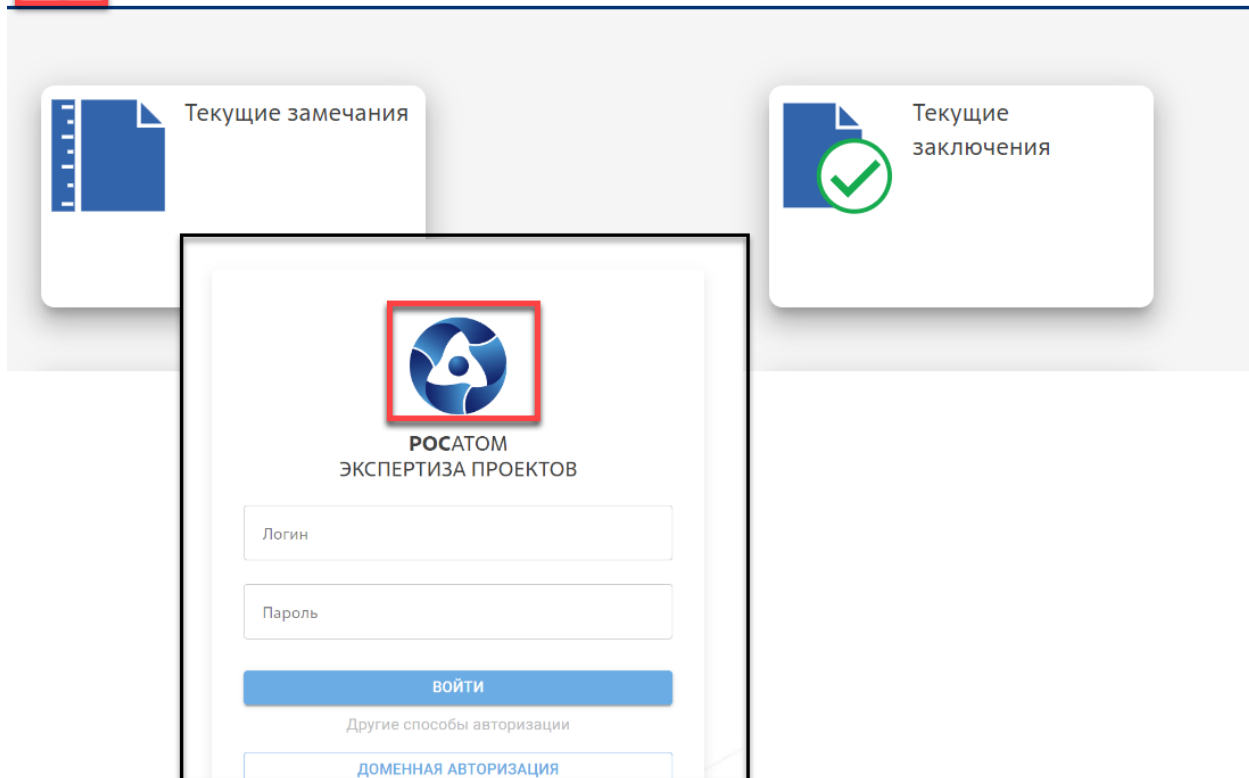 Текущие замечания
Текущие
заключения
РОСАТОМ
ЭКСПЕРТИЗА ПРОЕКТОВ
Логин
Пароль
ВОЙТИ
Другие способы авторизации
ДОМЕННАЯ АВТОРИЗАЦИЯ